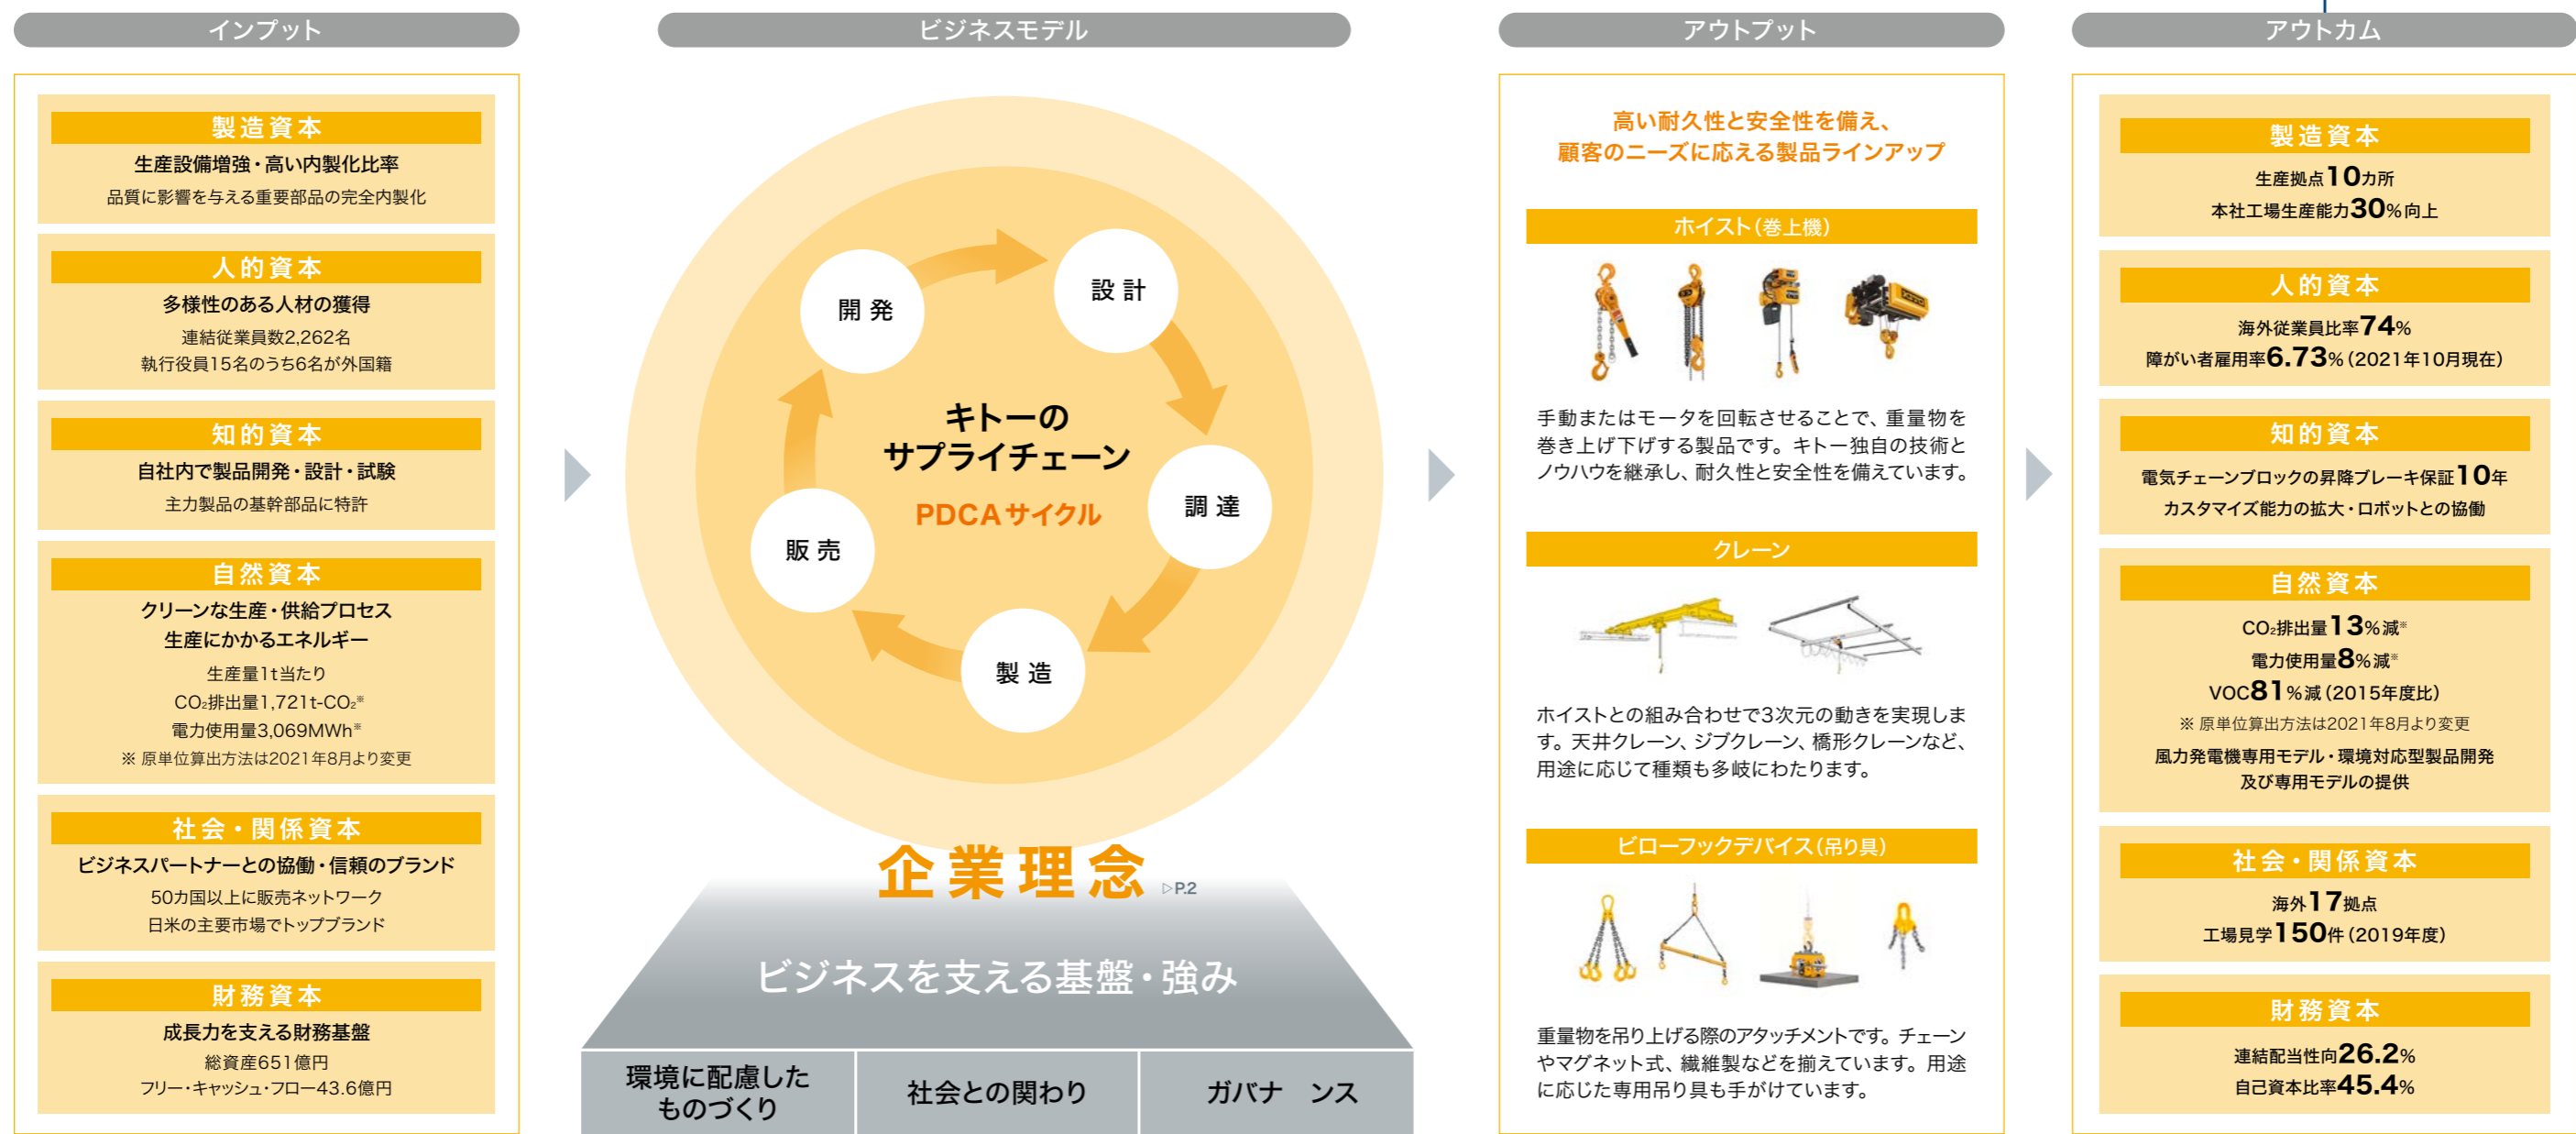 インプット
製造資本
生産設備増強・高い内製化比率
品質に影響を与える重要部品の完全内製化
人的資本
多様性のある人材の獲得
連結従業員数2,262名
執行役員15名のうち6名が外国籍
知的資本
自社内で製品開発・設計・試験
主力製品の基幹部品に特許
自然資本
クリーンな生産・供給プロセス
生産にかかるエネルギー
生産量1t当たり
CO₂排出量1,721t-CO₂※
電力使用量3,069MWh※
※ 原単位算出方法は2021年8月より変更
社会・関係資本
ビジネスパートナーとの協働・信頼のブランド
50カ国以上に販売ネットワーク
日米の主要市場でトップブランド
財務資本
成長力を支える財務基盤
総資産651億円
フリー・キャッシュ・フロー43.6億円
ビジネスモデル
開発
設計
調達
製造
販売
キトーの
サプライチェーン
PDCAサイクル
企業理念 ▷P.2
ビジネスを支える基盤・強み
環境に配慮した
ものづくり
社会との関わり
ガバナ ンス
アウトプット
高い耐久性と安全性を備え、
顧客のニーズに応える製品ラインアップ
ホイスト（巻上機）
手動またはモータを回転させることで、重量物を
巻き上げ下げする製品です。キトー独自の技術と
ノウハウを継承し、耐久性と安全性を備えています。
クレーン
ホイストとの組み合わせで3次元の動きを実現しま
す。天井クレーン、ジブクレーン、橋形クレーンなど、
用途に応じて種類も多岐にわたります。
ビローフックデバイス（吊り具）
重量物を吊り上げる際のアタッチメントです。チェーン
やマグネット式、繊維製などを揃えています。用途
に応じた専用吊り具も手がけています。
アウトカム
製造資本
生産拠点10カ所
本社工場生産能力30%向上
人的資本
海外従業員比率74%
障がい者雇用率6.73%（2021年10月現在）
知的資本
電気チェーンブロックの昇降ブレーキ保証10年
カスタマイズ能力の拡大・ロボットとの協働
自然資本
CO₂排出量13%減※
電力使用量8%減※
VOC81%減（2015年度比）
※ 原単位算出方法は2021年8月より変更
風力発電機専用モデル・環境対応型製品開発
及び専用モデルの提供
社会・関係資本
海外17拠点
工場見学150件（2019年度）
財務資本
連結配当性向26.2%
自己資本比率45.4%